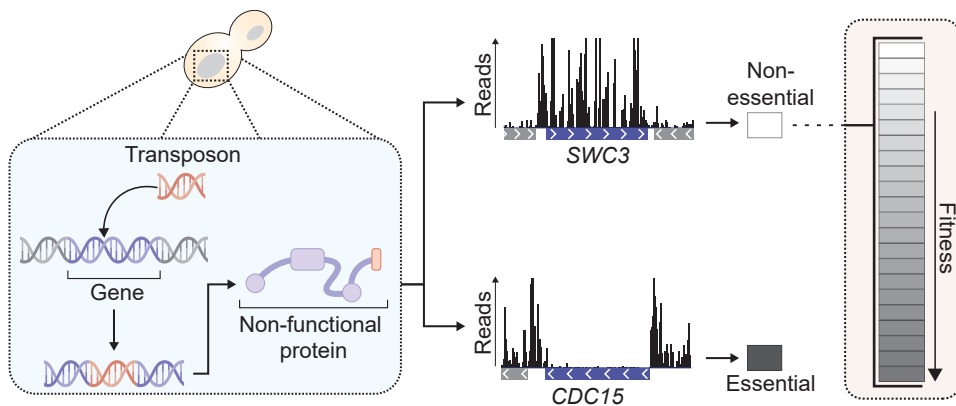 Transposon
Gene
Non-functional
protein
Reads
SWC3
Non-
essential
Reads
CDC15
Essential
Fitness